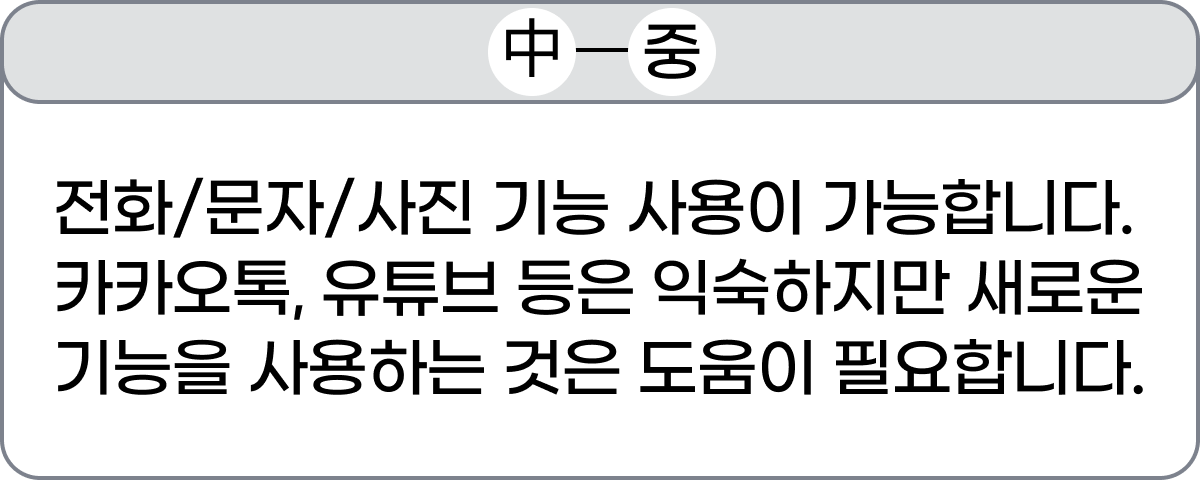 中—중
전화/문자/사진 기능 사용이 가능합니다.
카카오톡, 유튜브 등은 익숙하지만 새로운
기능을 사용하는 것은 도움이 필요합니다.